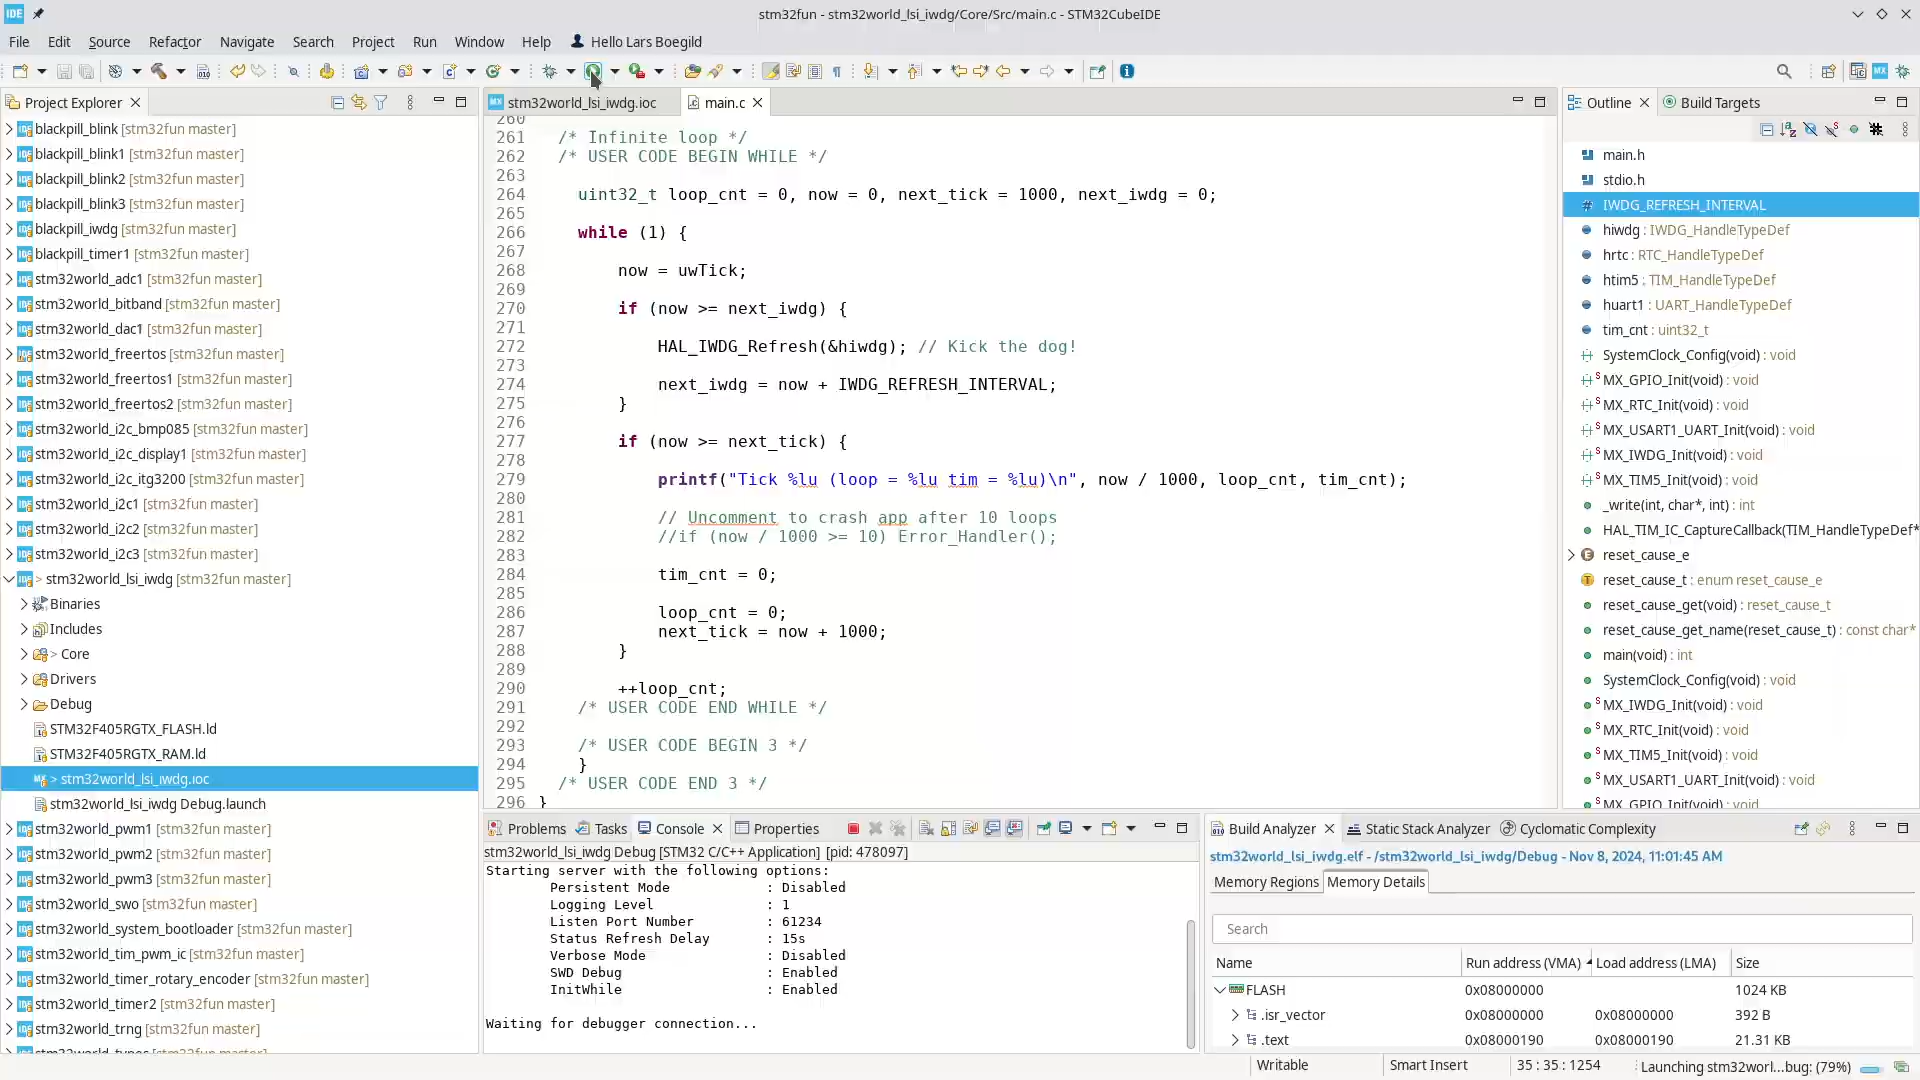 IDE
stm32fun - stm32world_lsi_iwdg/Core/Src/main.c - STM32CubeIDE
File Edit Source Refactor Navigate Search Project Run Window Help Hello Lars Boegild
Project Explorer
blackpill_blink [stm32fun master]
blackpill_blink1 [stm32fun master]
blackpill_blink2 [stm32fun master]
blackpill_blink3 [stm32fun master]
blackpill_iwdg [stm32fun master]
blackpill_timer1 [stm32fun master]
stm32world_adc1 [stm32fun master]
stm32world_bitband [stm32fun master]
stm32world_dac1 [stm32fun master]
stm32world_freertos [stm32fun master]
stm32world_freertos1 [stm32fun master]
stm32world_freertos2 [stm32fun master]
stm32world_i2c_bmp085 [stm32fun master]
stm32world_i2c_display1 [stm32fun master]
stm32world_i2c_itg3200 [stm32fun master]
stm32world_i2c1 [stm32fun master]
stm32world_i2c2 [stm32fun master]
stm32world_i2c3 [stm32fun master]
> stm32world_lsi_iwdg [stm32fun master]
Binaries
Includes
> Core
Drivers
Debug
STM32F405RGTX_FLASH.ld
STM32F405RGTX_RAM.ld
> stm32world_lsi_iwdg.ioc
stm32world_lsi_iwdg Debug.launch
stm32world_pwm1 [stm32fun master]
stm32world_pwm2 [stm32fun master]
stm32world_pwm3 [stm32fun master]
stm32world_swo [stm32fun master]
stm32world_system_bootloader [stm32fun master]
stm32world_tim_pwm_ic [stm32fun master]
stm32world_timer_rotary_encoder [stm32fun master]
stm32world_timer2 [stm32fun master]
stm32world_trng [stm32fun master]
stm32world_types [stm32fun master]
MX stm32world_lsi_iwdg.ioc main.c
260
261 /* Infinite loop */
262 /* USER CODE BEGIN WHILE */
263
264 uint32_t loop_cnt = 0, now = 0, next_tick = 1000, next_iwdg = 0;
265
266 while (1) {
267
268 now = uwTick;
269
270 if (now >= next_iwdg) {
271
272 HAL_IWDG_Refresh(&hiwdg); // Kick the dog!
273
274 next_iwdg = now + IWDG_REFRESH_INTERVAL;
275 }
276
277 if (now >= next_tick) {
278
279 printf("Tick %lu (loop = %lu tim = %lu)\n", now / 1000, loop_cnt, tim_cnt);
280
281 // Uncomment to crash app after 10 loops
282 //if (now / 1000 >= 10) Error_Handler();
283
284 tim_cnt = 0;
285
286 loop_cnt = 0;
287 next_tick = now + 1000;
288 }
289
290 ++loop_cnt;
291 /* USER CODE END WHILE */
292
293 /* USER CODE BEGIN 3 */
294 }
295 /* USER CODE END 3 */
296 }
Outline Build Targets
main.h
stdio.h
IWDG_REFRESH_INTERVAL
hiwdg : IWDG_HandleTypeDef
hrtc : RTC_HandleTypeDef
htim5 : TIM_HandleTypeDef
huart1 : UART_HandleTypeDef
tim_cnt : uint32_t
SystemClock_Config(void) : void
MX_GPIO_Init(void) : void
MX_RTC_Init(void) : void
MX_USART1_UART_Init(void) : void
MX_IWDG_Init(void) : void
MX_TIM5_Init(void) : void
_write(int, char*, int) : int
HAL_TIM_IC_CaptureCallback(TIM_HandleTypeDef*
reset_cause_e
reset_cause_t : enum reset_cause_e
reset_cause_get(void) : reset_cause_t
reset_cause_get_name(reset_cause_t) : const char*
main(void) : int
SystemClock_Config(void) : void
MX_IWDG_Init(void) : void
MX_RTC_Init(void) : void
MX_TIM5_Init(void) : void
MX_USART1_UART_Init(void) : void
MX_GPIO_Init(void) : void
Problems Tasks Console Properties
stm32world_lsi_iwdg Debug [STM32 C/C++ Application] [pid: 478097]
Starting server with the following options:
Persistent Mode : Disabled
Logging Level : 1
Listen Port Number : 61234
Status Refresh Delay : 15s
Verbose Mode : Disabled
SWD Debug : Enabled
InitWhile : Enabled
Waiting for debugger connection...
Build Analyzer Static Stack Analyzer Cyclomatic Complexity
stm32world_lsi_iwdg.elf - /stm32world_lsi_iwdg/Debug - Nov 8, 2024, 11:01:45 AM
Memory Regions Memory Details
Search
Name Run address (VMA) Load address (LMA) Size
FLASH 0x08000000 1024 KB
.isr_vector 0x08000000 0x08000000 392 B
.text 0x08000190 0x08000190 21.31 KB
Writable Smart Insert 35 : 35 : 1254 Launching stm32worl...bug: (79%)